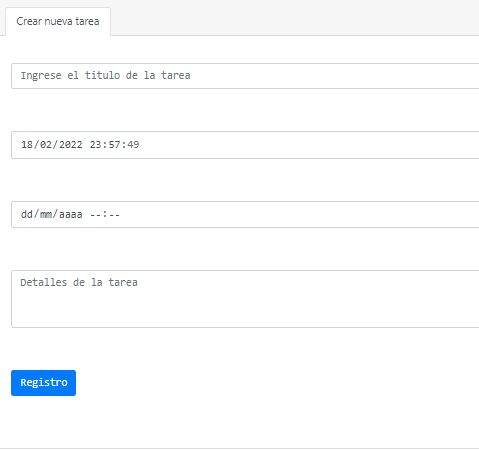 Crear nueva tarea
Ingrese el titulo de la tarea
18/02/2022 23:57:49
dd/mm/aaaa --:--
Detalles de la tarea
Registro